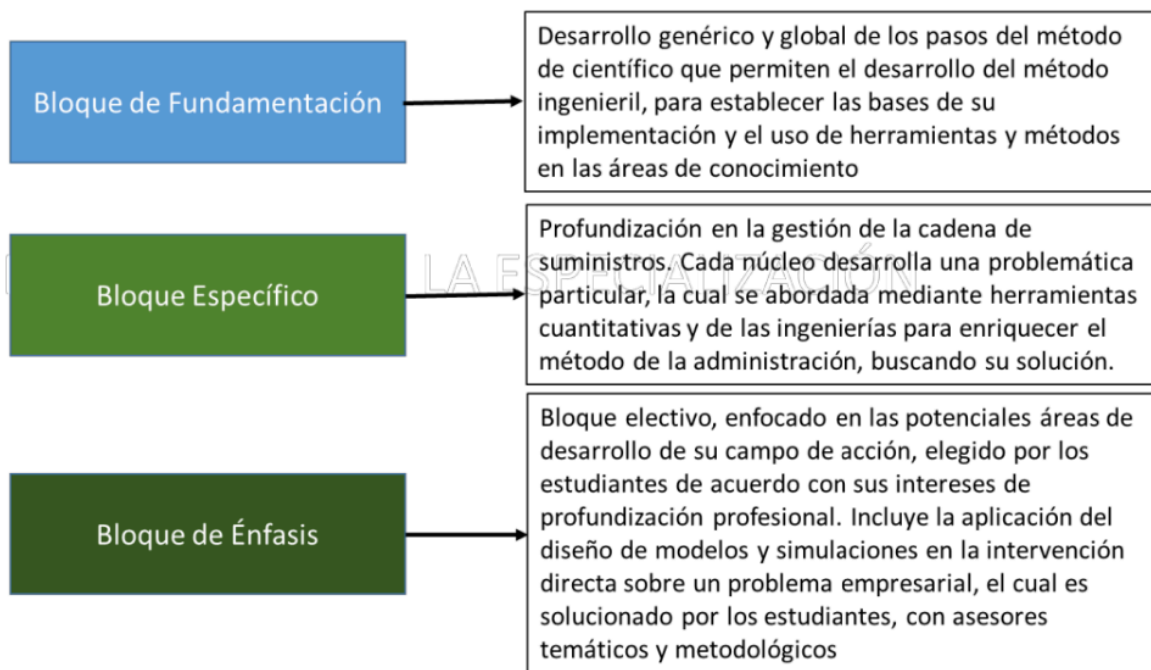 Bloque de Fundamentación
Desarrollo genérico y global de los pasos del método
de científico que permiten el desarrollo del método
ingenieril, para establecer las bases de su
implementación y el uso de herramientas y métodos
en las áreas de conocimiento
Bloque Específico
Profundización en la gestión de la cadena de
suministros. Cada núcleo desarrolla una problemática
particular, la cual se abordada mediante herramientas
cuantitativas y de las ingenierías para enriquecer el
método de la administración, buscando su solución.
LA ESPECIALIZACIÓN
Bloque de Énfasis
Bloque electivo, enfocado en las potenciales áreas de
desarrollo de su campo de acción, elegido por los
estudiantes de acuerdo con sus intereses de
profundización profesional. Incluye la aplicación del
diseño de modelos y simulaciones en la intervención
directa sobre un problema empresarial, el cual es
solucionado por los estudiantes, con asesores
temáticos y metodológicos